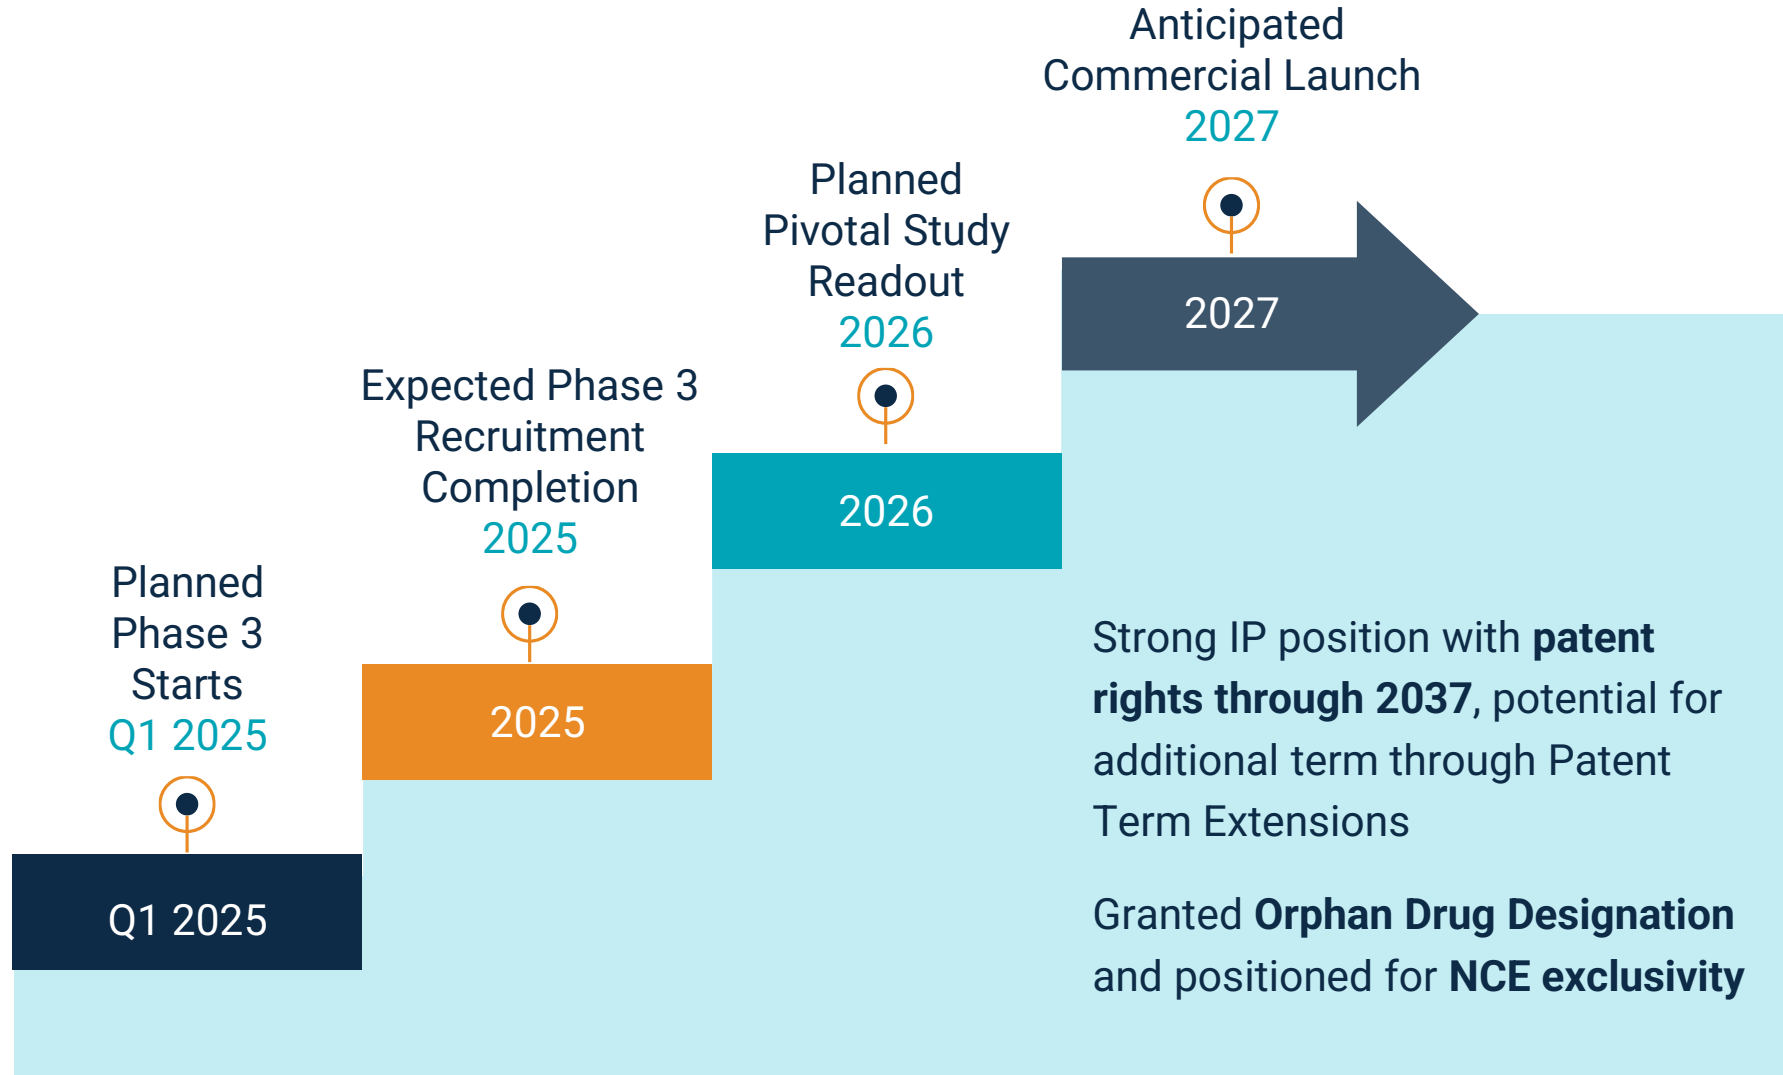 Anticipated
Commercial Launch
2027
Planned
Pivotal Study
Readout
2026
2027
Expected Phase 3
Recruitment
Completion
2025
2026
Planned
Phase 3
Starts
Q1 2025
2025
Q1 2025
Strong IP position with patent
rights through 2037, potential for
additional term through Patent
Term Extensions
Granted Orphan Drug Designation
and positioned for NCE exclusivity